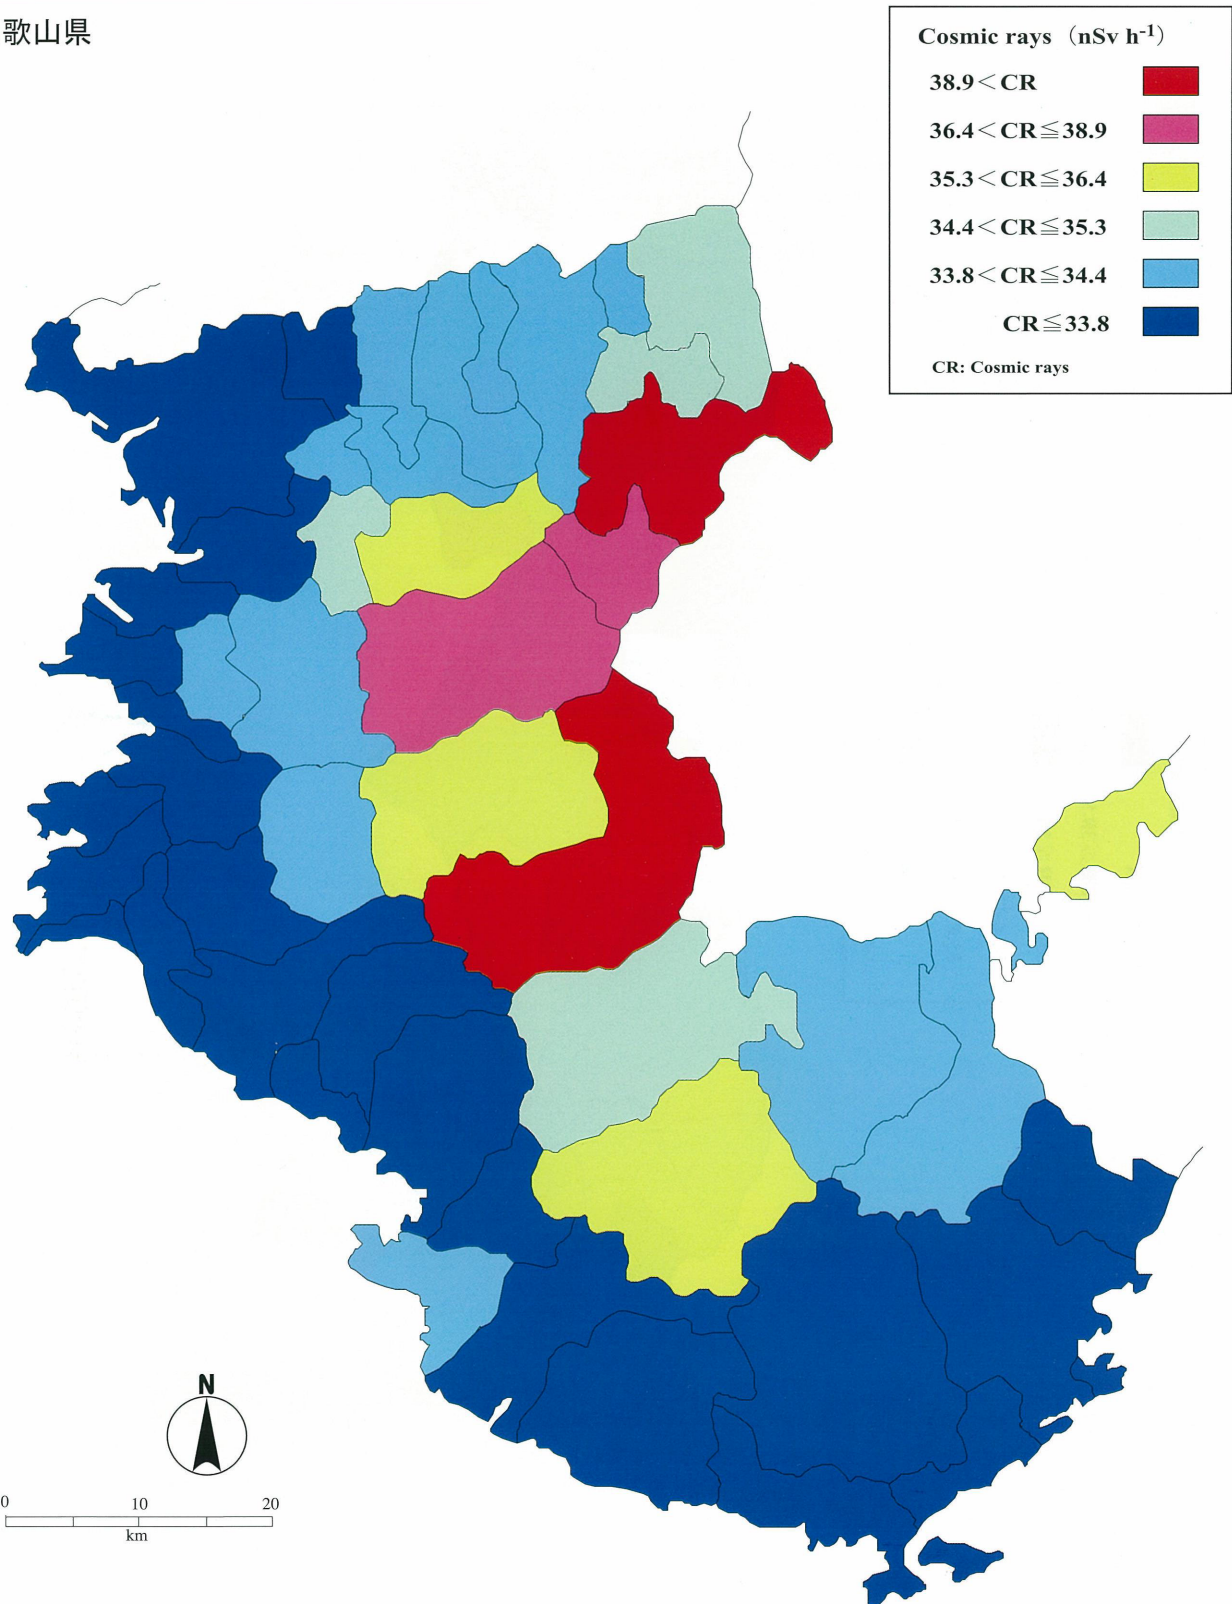 歌山県
Cosmic rays (nSv h-1)
38.9<CR
36.4<CR≦38.9
35.3<CR≦36.4
34.4<CR≦35.3
33.8<CR≦34.4
CR≦33.8
CR: Cosmic rays
N
0 10 20
km